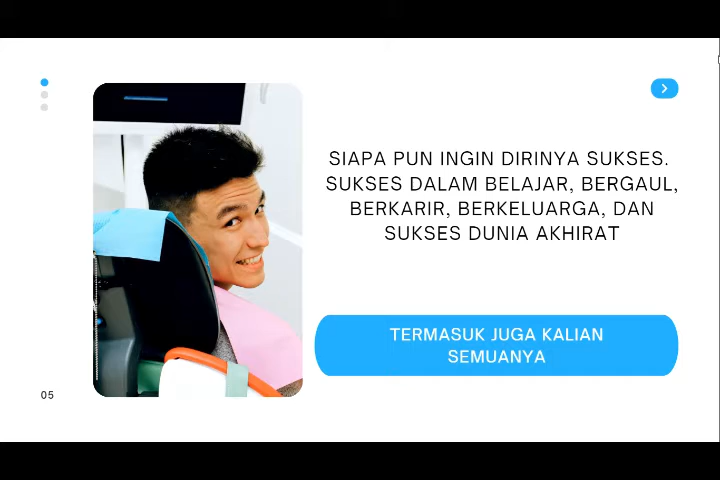 SIAPA PUN INGIN DIRINYA SUKSES.
SUKSES DALAM BELAJAR, BERGAUL,
BERKARIR, BERKELUARGA, DAN
SUKSES DUNIA AKHIRAT
TERMASUK JUGA KALIAN
SEMUANYA
05